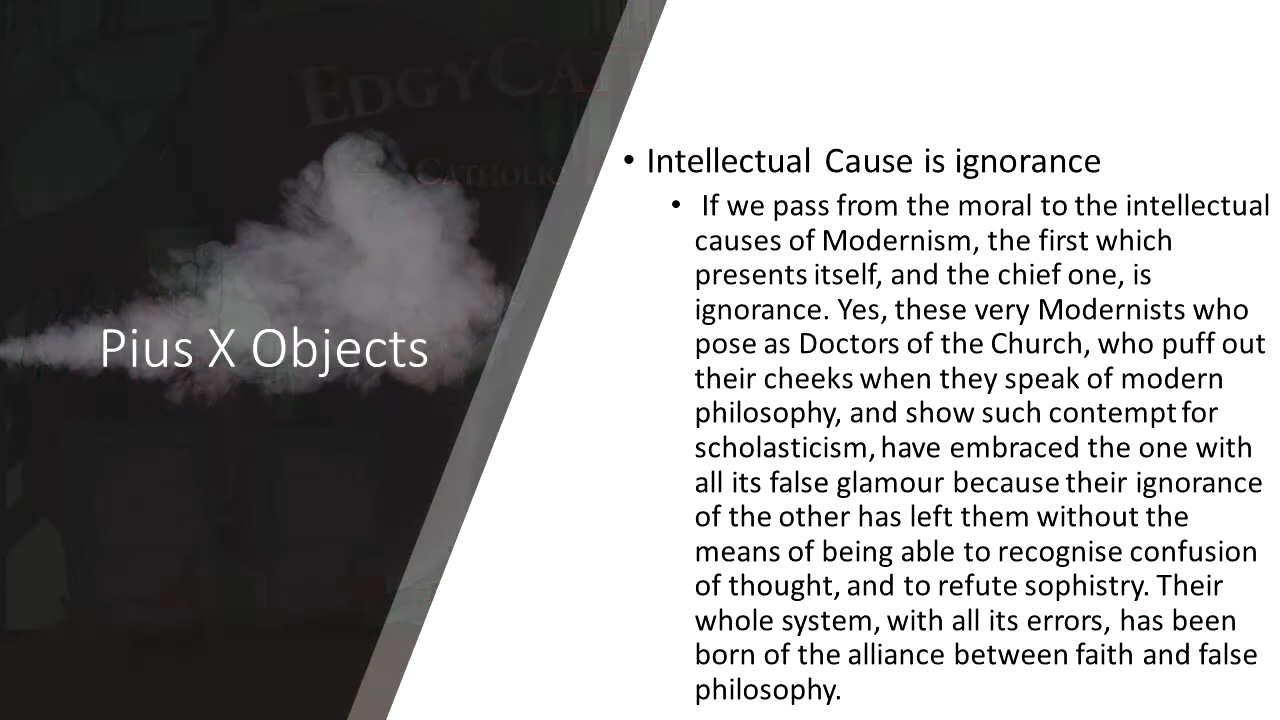 EDGYCAT
CATHOLIC
Pius X Objects
• Intellectual Cause is ignorance
• If we pass from the moral to the intellectual
causes of Modernism, the first which
presents itself, and the chief one, is
ignorance. Yes, these very Modernists who
pose as Doctors of the Church, who puff out
their cheeks when they speak of modern
philosophy, and show such contempt for
scholasticism, have embraced the one with
all its false glamour because their ignorance
of the other has left them without the
means of being able to recognise confusion
of thought, and to refute sophistry. Their
whole system, with all its errors, has been
born of the alliance between faith and false
philosophy.